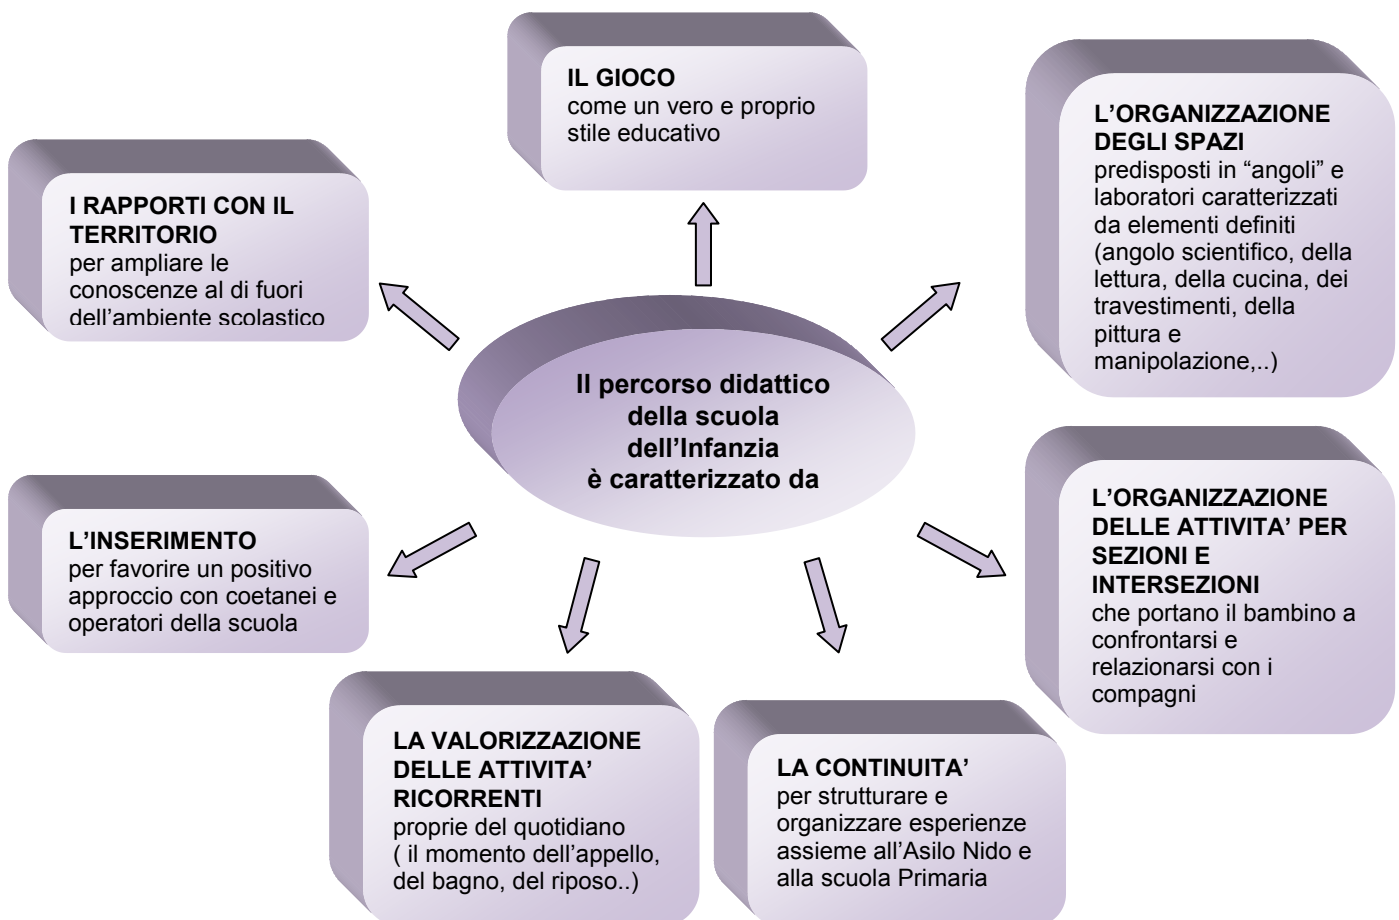 IL GIOCO
come un vero e proprio
stile educativo
L'ORGANIZZAZIONE
DEGLI SPAZI
predisposti in “angoli” e
laboratori caratterizzati
da elementi definiti
(angolo scientifico, della
lettura, della cucina, dei
travestimenti, della
pittura e
manipolazione,..)
I RAPPORTI CON IL
TERRITORIO
per ampliare le
conoscenze al di fuori
dell’ambiente scolastico
Il percorso didattico
della scuola
dell’Infanzia
è caratterizzato da
L’INSERIMENTO
per favorire un positivo
approccio con coetanei e
operatori della scuola
L’ORGANIZZAZIONE
DELLE ATTIVITA’ PER
SEZIONI E
INTERSEZIONI
che portano il bambino a
confrontarsi e
relazionarsi con i
compagni
LA VALORIZZAZIONE
DELLE ATTIVITA’
RICORRENTI
proprie del quotidiano
( il momento dell’appello,
del bagno, del riposo..)
LA CONTINUITA’
per strutturare e
organizzare esperienze
assieme all’Asilo Nido e
alla scuola Primaria